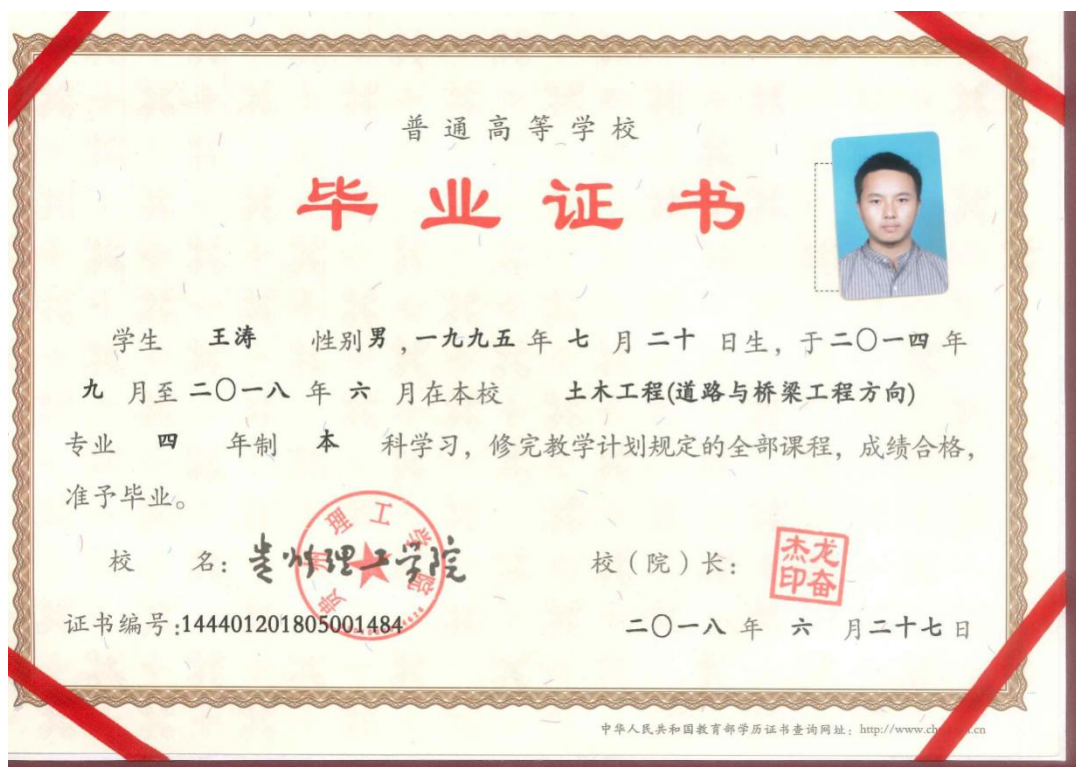 普通高等学校
毕业证书
学生 王涛 性别男,一九九五年 七 月二十 日生,于二〇一四年
九 月至二〇一八 年 六 月在本校 土木工程(道路与桥梁工程方向)
专业 四 年制 本 科学习,修完教学计划规定的全部课程,成绩合格,
准予毕业。
校 名:贵州理工学院
贵州理工学院
校(院)长:
龙奋
杰印
证书编号:144401201805001484
二〇一八 年 六 月二十七日
中华人民共和国教育部学历证书查询网址:http://www.ch